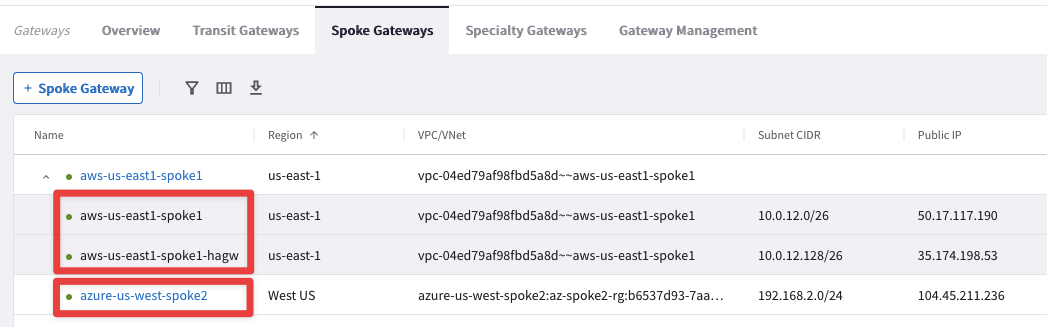 Gateways Overview Transit Gateways Spoke Gateways Specialty Gateways Gateway Management
+ Spoke Gateway
Name Region ↑ VPC/VNet Subnet CIDR Public IP
aws-us-east1-spoke1 us-east-1 vpc-04ed79af98fbd5a8d~~aws-us-east1-spoke1
aws-us-east1-spoke1 us-east-1 vpc-04ed79af98fbd5a8d~~aws-us-east1-spoke1 10.0.12.0/26 50.17.117.190
aws-us-east1-spoke1-hagw us-east-1 vpc-04ed79af98fbd5a8d~~aws-us-east1-spoke1 10.0.12.128/26 35.174.198.53
azure-us-west-spoke2 West US azure-us-west-spoke2:az-spoke2-rg:b6537d93-7aa... 192.168.2.0/24 104.45.211.236